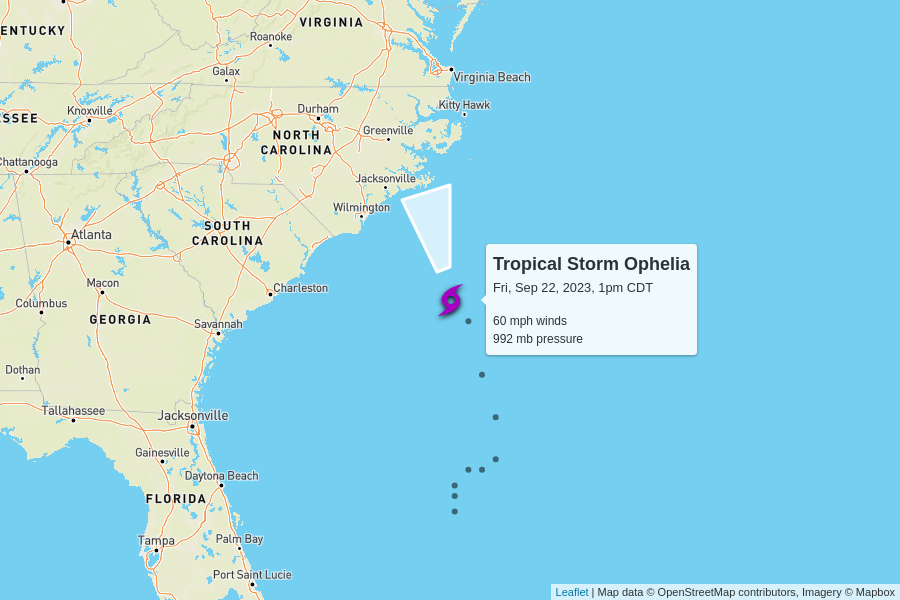 VIRGINIA
ENTUCKY
Roanoke
Galax
Virginia Beach
Knoxville
Durham
Kitty Hawk
SSEE
Greenville
NORTH
CAROLINA
Chattanooga
Jacksonville
Wilmington
SOUTH
CAROLINA
Atlanta
Tropical Storm Ophelia
Fri, Sep 22, 2023, 1pm CDT
60 mph winds
992 mb pressure
Macon
Charleston
Columbus
GEORGIA
Savannah
Dothan
Tallahassee
Jacksonville
Gainesville
Daytona Beach
FLORIDA
Tampa
Palm Bay
Port Saint Lucie
Leaflet | Map data © OpenStreetMap contributors, Imagery © Mapbox